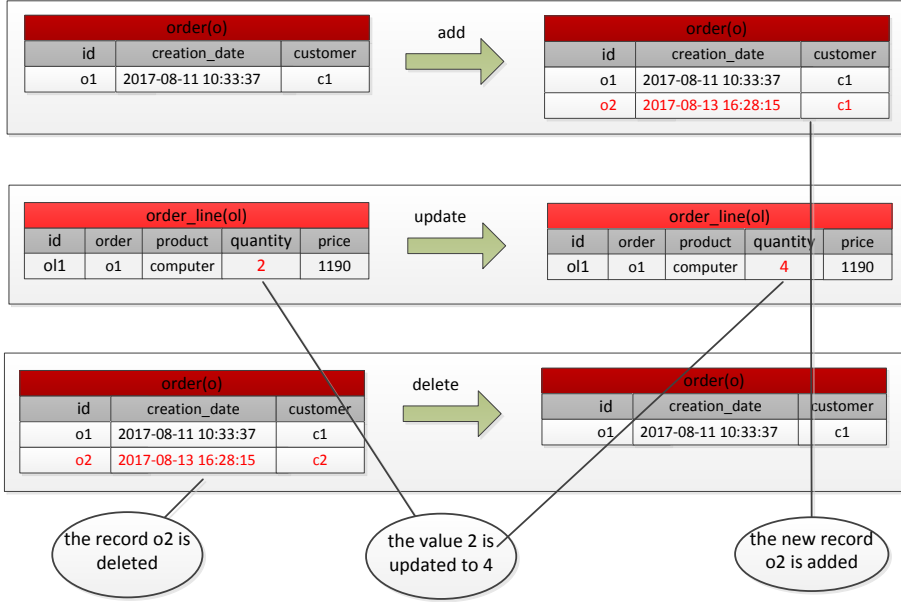 order(o)
id creation_date customer
o1 2017-08-11 10:33:37 c1
add
order(o)
id creation_date customer
o1 2017-08-11 10:33:37 c1
o2 2017-08-13 16:28:15 c1
order_line(ol)
id order product quantity price
ol1 o1 computer 2 1190
update
order_line(ol)
id order product quantity price
ol1 o1 computer 4 1190
order(o)
id creation_date customer
o1 2017-08-11 10:33:37 c1
o2 2017-08-13 16:28:15 c2
delete
order(o)
id creation_date customer
o1 2017-08-11 10:33:37 c1
the record o2 is
deleted
the value 2 is
updated to 4
the new record
o2 is added